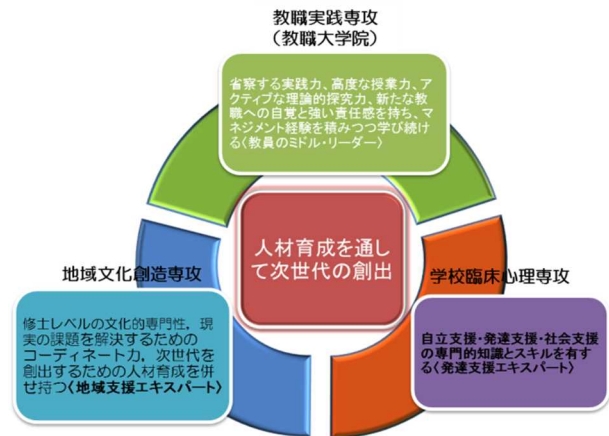 教職実践専攻
（教職大学院）
省察する実践力、高度な授業力、ア
クティブな理論的探究力、新たな教
職への自覚と強い責任感を持ち、マ
ネジメント経験を積みつつ学び続け
る〈教員のミドル・リーダー〉
人材育成を通し
て次世代の創出
地域文化創造専攻
修士レベルの文化的専門性，現
実の課題を解決するための
コーディネート力，次世代を
創出するための人材育成を併
せ持つ〈地域支援エキスパート〉
学校臨床心理専攻
自立支援・発達支援・社会支援
の専門的知識とスキルを有す
る〈発達支援エキスパート〉